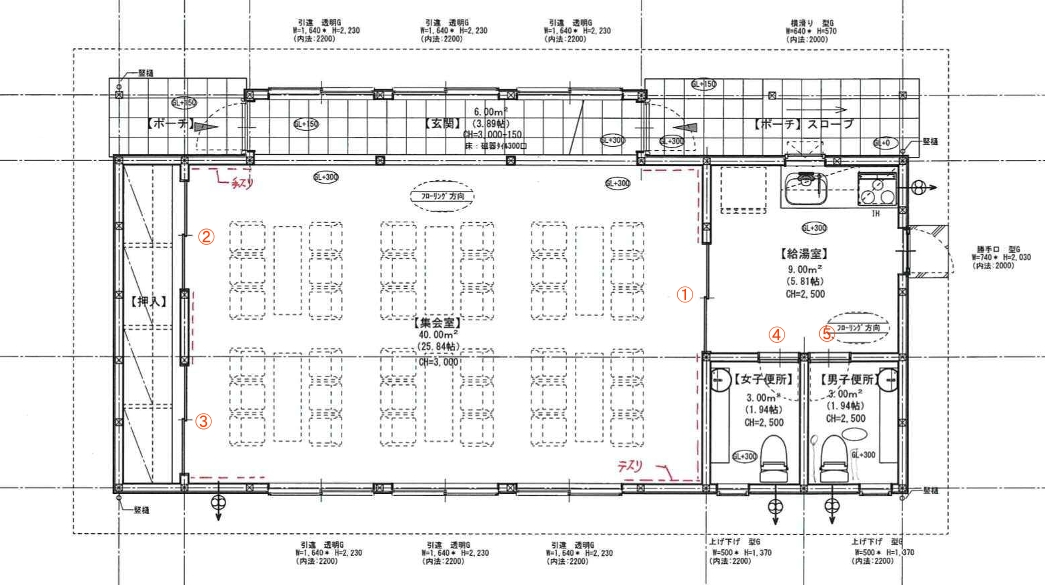 引違 透明G
W=1,640* H=2,230
(内法:2200)
引違 透明G
W=1,640* H=2,230
(内法:2200)
引違 透明G
W=1,640* H=2,230
(内法:2200)
横滑り 型G
W=640* H=570
(内法:2000)
竪樋
GL+150
【ポーチ】
GL+150
6.00m²
【玄関】
(3.89帖)
CH=3,000-150
床:磁器ﾀｲﾙ300口
GL+300
GL+300
GL+150
【ポーチ】スロープ
GL+0
竪樋
手スリ
GL+300
フローリング方向
GL+300
IH
②
GL+300
【給湯室】
9.00m²
(5.81帖)
CH=2,500
勝手口 型G
W=740* H=2,030
(内法:2000)
①
【押入】
【集会室】
40.00m²
(25.84帖)
CH=3,000
④
⑤
フローリング方向
③
【女子便所】
3.00m²
(1.94帖)
CH=2,500
GL+300
【男子便所】
3.00m²
(1.94帖)
CH=2,500
GL+300
テスリ
竪樋
竪樋
引違 透明G
W=1,640* H=2,230
(内法:2200)
引違 透明G
W=1,640* H=2,230
(内法:2200)
引違 透明G
W=1,640* H=2,230
(内法:2200)
上げ下げ 型G
W=500* H=1,370
(内法:2200)
上げ下げ 型G
W=500* H=1,370
(内法:2200)